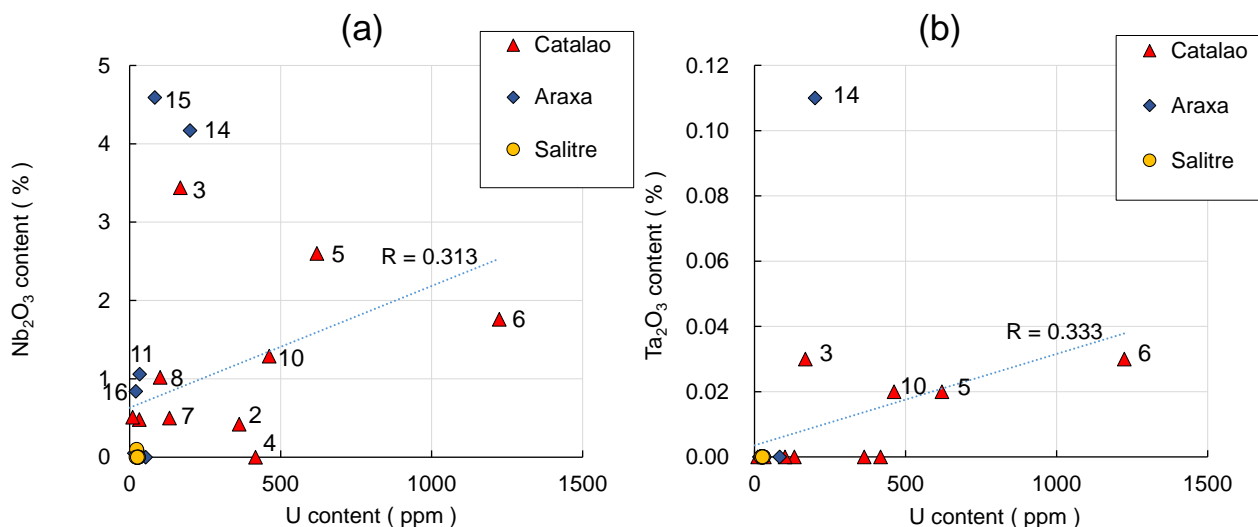 (a)
Catalao
Araxa
Salitre
5
4
3
2
1
0
Nb2O3 content ( % )
15
14
3
5
R = 0.313
6
11
10
8
16
7
2
4
0
500
1000
1500
U content ( ppm )
(b)
Catalao
Araxa
Salitre
0.12
0.10
0.08
0.06
0.04
0.02
0.00
Ta2O3 content ( % )
14
R = 0.333
3
6
10
5
0
500
1000
1500
U content ( ppm )